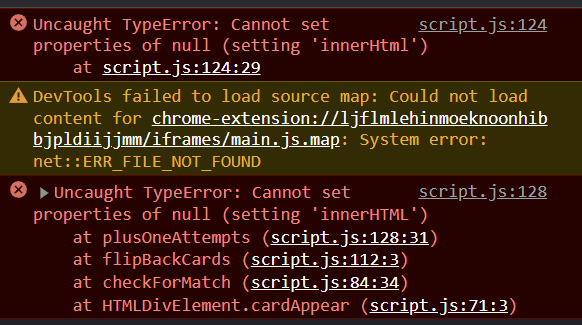 Uncaught TypeError: Cannot set script.js:124
properties of null (setting 'innerHtml')
at script.js:124:29
DevTools failed to load source map: Could not load
content for chrome-extension://ljflmlehinmoeknoonhib
bjpldiijjmm/iframes/main.js.map: System error:
net::ERR_FILE_NOT_FOUND
Uncaught TypeError: Cannot set script.js:128
properties of null (setting 'innerHTML')
at plusOneAttempts (script.js:128:31)
at flipBackCards (script.js:112:3)
at checkForMatch (script.js:84:34)
at HTMLDivElement.cardAppear (script.js:71:3)